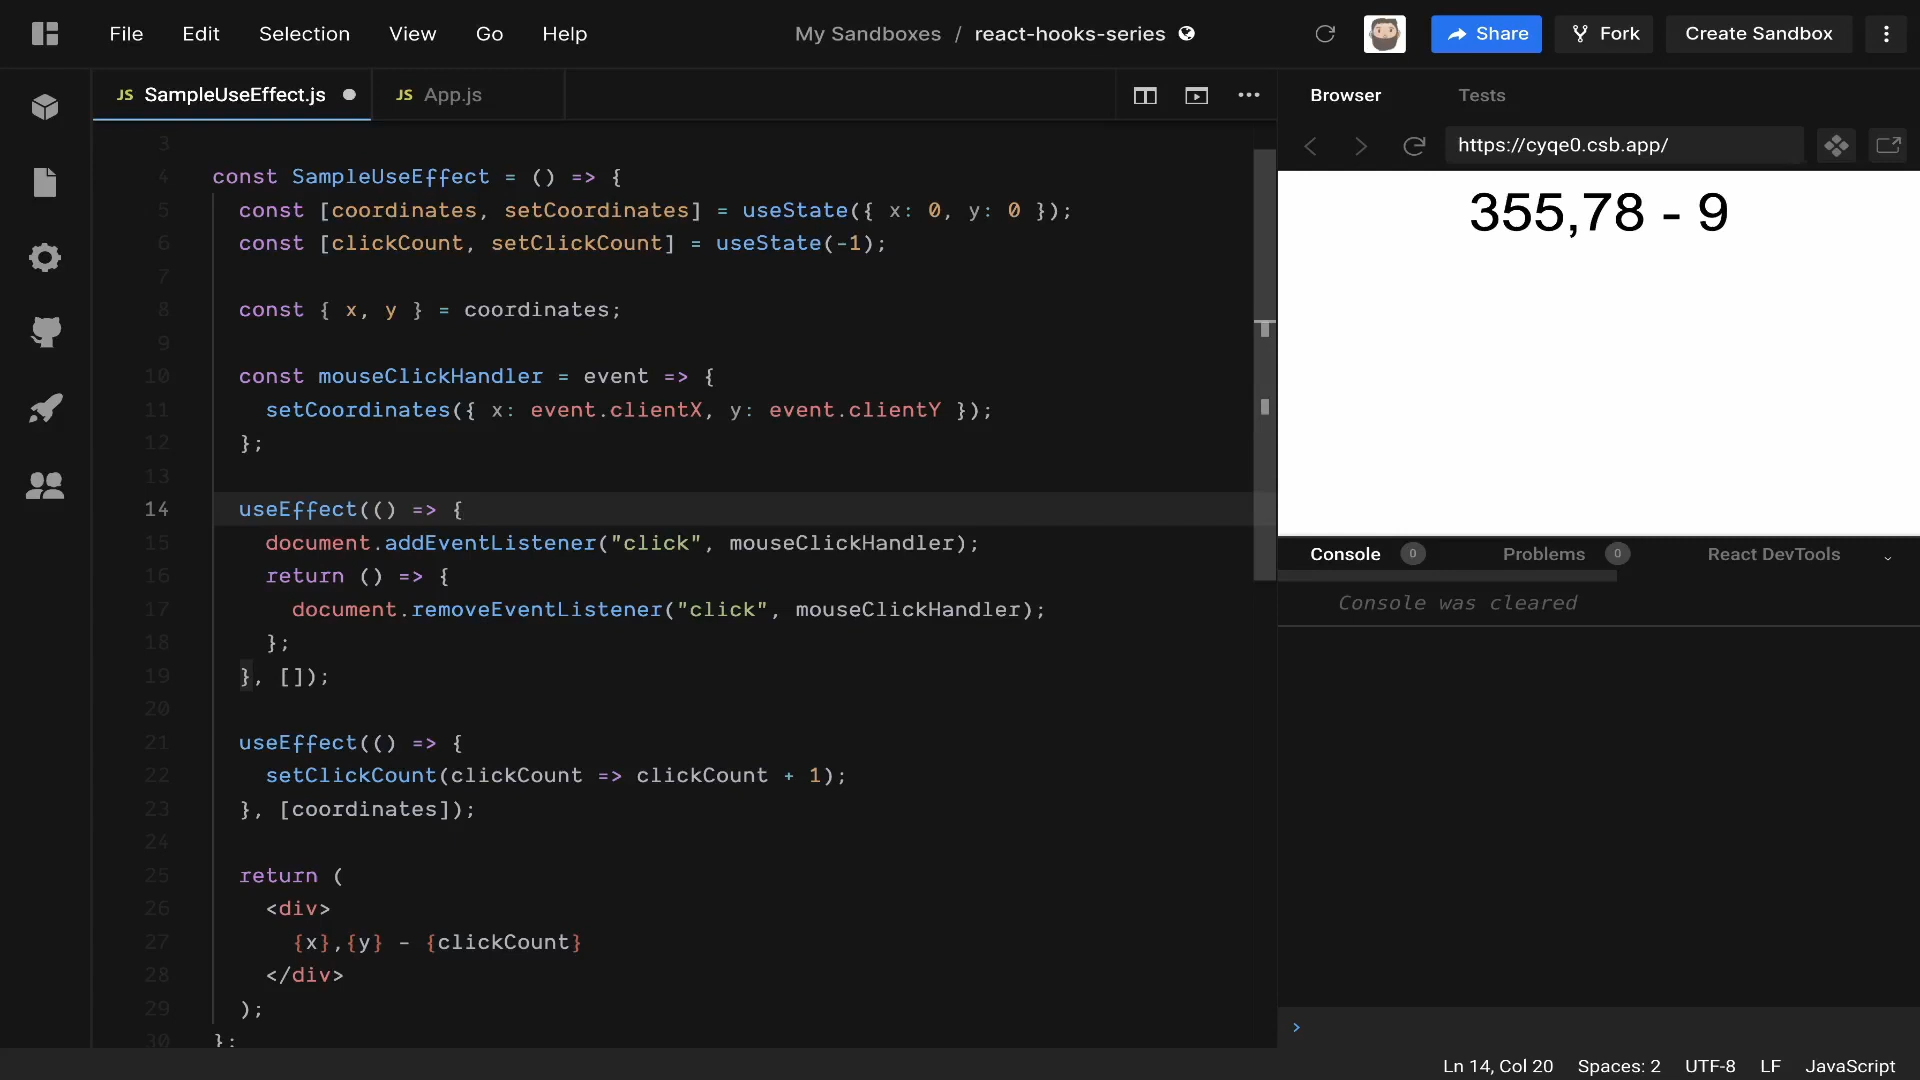 File Edit Selection View Go Help My Sandboxes / react-hooks-series Share Fork Create Sandbox
JS SampleUseEffect.js JS App.js
Browser Tests
https://cyqe0.csb.app/
3
4 const SampleUseEffect = () => {
5 const [coordinates, setCoordinates] = useState({ x: 0, y: 0 });
6 const [clickCount, setClickCount] = useState(-1);
7
8 const { x, y } = coordinates;
9
10 const mouseClickHandler = event => {
11 setCoordinates({ x: event.clientX, y: event.clientY });
12 };
13
14 useEffect(() => {
15 document.addEventListener("click", mouseClickHandler);
16 return () => {
17 document.removeEventListener("click", mouseClickHandler);
18 };
19 }, []);
20
21 useEffect(() => {
22 setClickCount(clickCount => clickCount + 1);
23 }, [coordinates]);
24
25 return (
26 <div>
27 {x},{y} - {clickCount}
28 </div>
29 );
30 };
355,78 - 9
Console 0 Problems 0 React DevTools
Console was cleared
›
Ln 14, Col 20 Spaces: 2 UTF-8 LF JavaScript